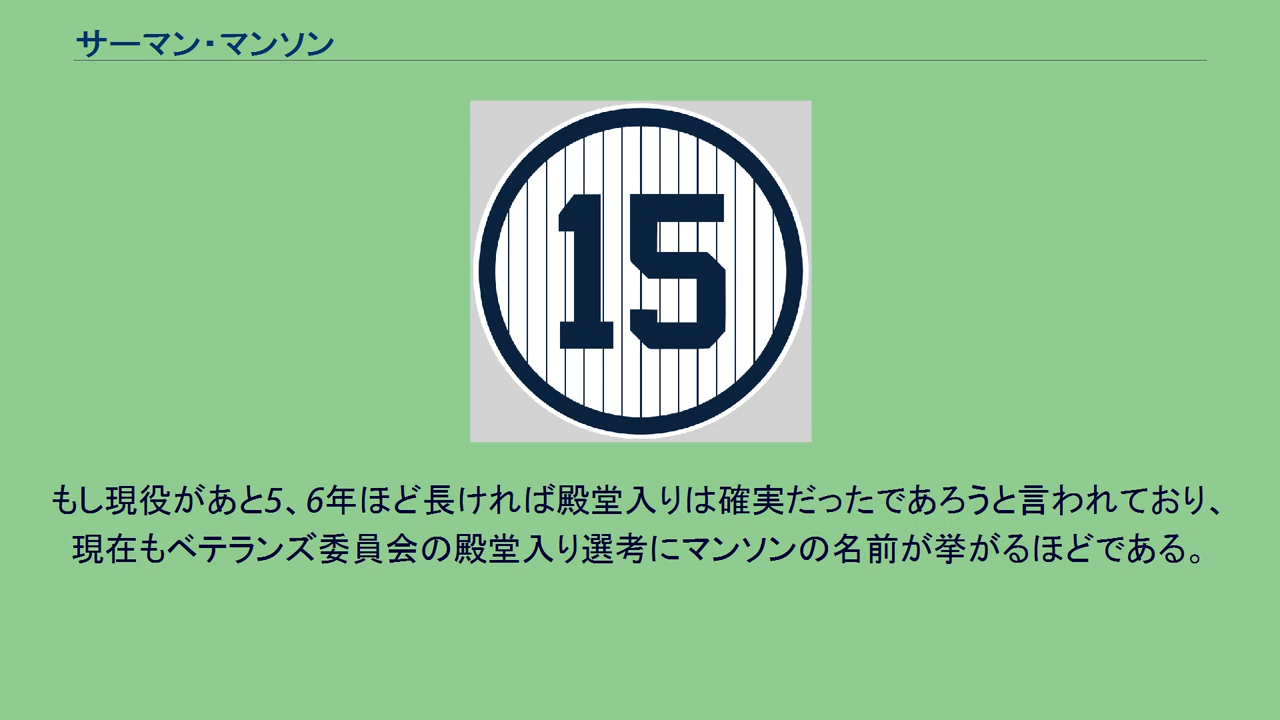 サーマン・マンソン
15
もし現役があと5、6年ほど長ければ殿堂入りは確実だったであろうと言われており、
現在もベテランズ委員会の殿堂入り選考にマンソンの名前が挙がるほどである。